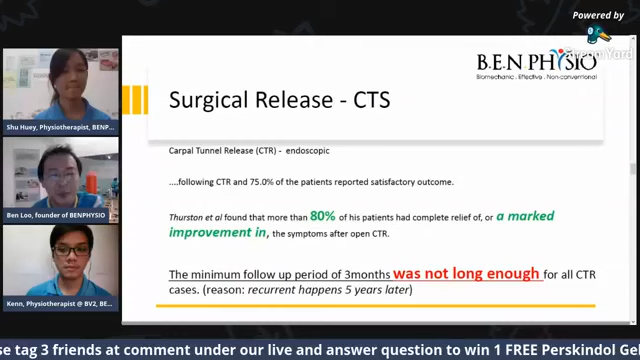 Powered by
StreamYard
B.E.N PHYSIO
Biomechanic . Effective . Non-conventional
Surgical Release - CTS
Shu Huey, Physiotherapist, BENP...
Carpal Tunnel Release (CTR) - endoscopic
....following CTR and 75.0% of the patients reported satisfactory outcome.
Ben Loo, founder of BENPHYSIO
Thurston et al found that more than 80% of his patients had complete relief of, or a marked
improvement in, the symptoms after open CTR.
The minimum follow up period of 3months was not long enough for all CTR
cases. (reason: recurrent happens 5 years later)
Kenn, Physiotherapist @ BV2, BE...
se tag 3 friends at comment under our live and answer question to win 1 FREE Perskindol Gel